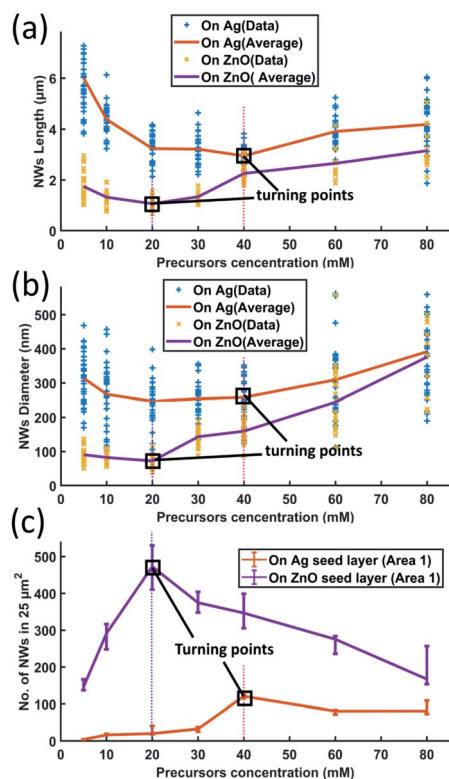 (a)
On Ag(Data)
On Ag(Average)
On ZnO(Data)
On ZnO( Average)
NWs Length (μm)
6
4
2
0
turning points
0 10 20 30 40 50 60 70 80
Precursors cencentration (mM)
(b)
On Ag(Data)
On Ag(Average)
On ZnO(Data)
On ZnO(Average)
NWs Diameter (nm)
400
300
200
100
0
turning points
0 10 20 30 40 50 60 70 80
Precursors cencentration (mM)
(c)
On Ag seed layer (Area 1)
On ZnO seed layer (Area 1)
No. of NWs in 25 μm²
500
400
300
200
100
0
Turning points
0 10 20 30 40 50 60 70 80
Precursors cencentration (mM)